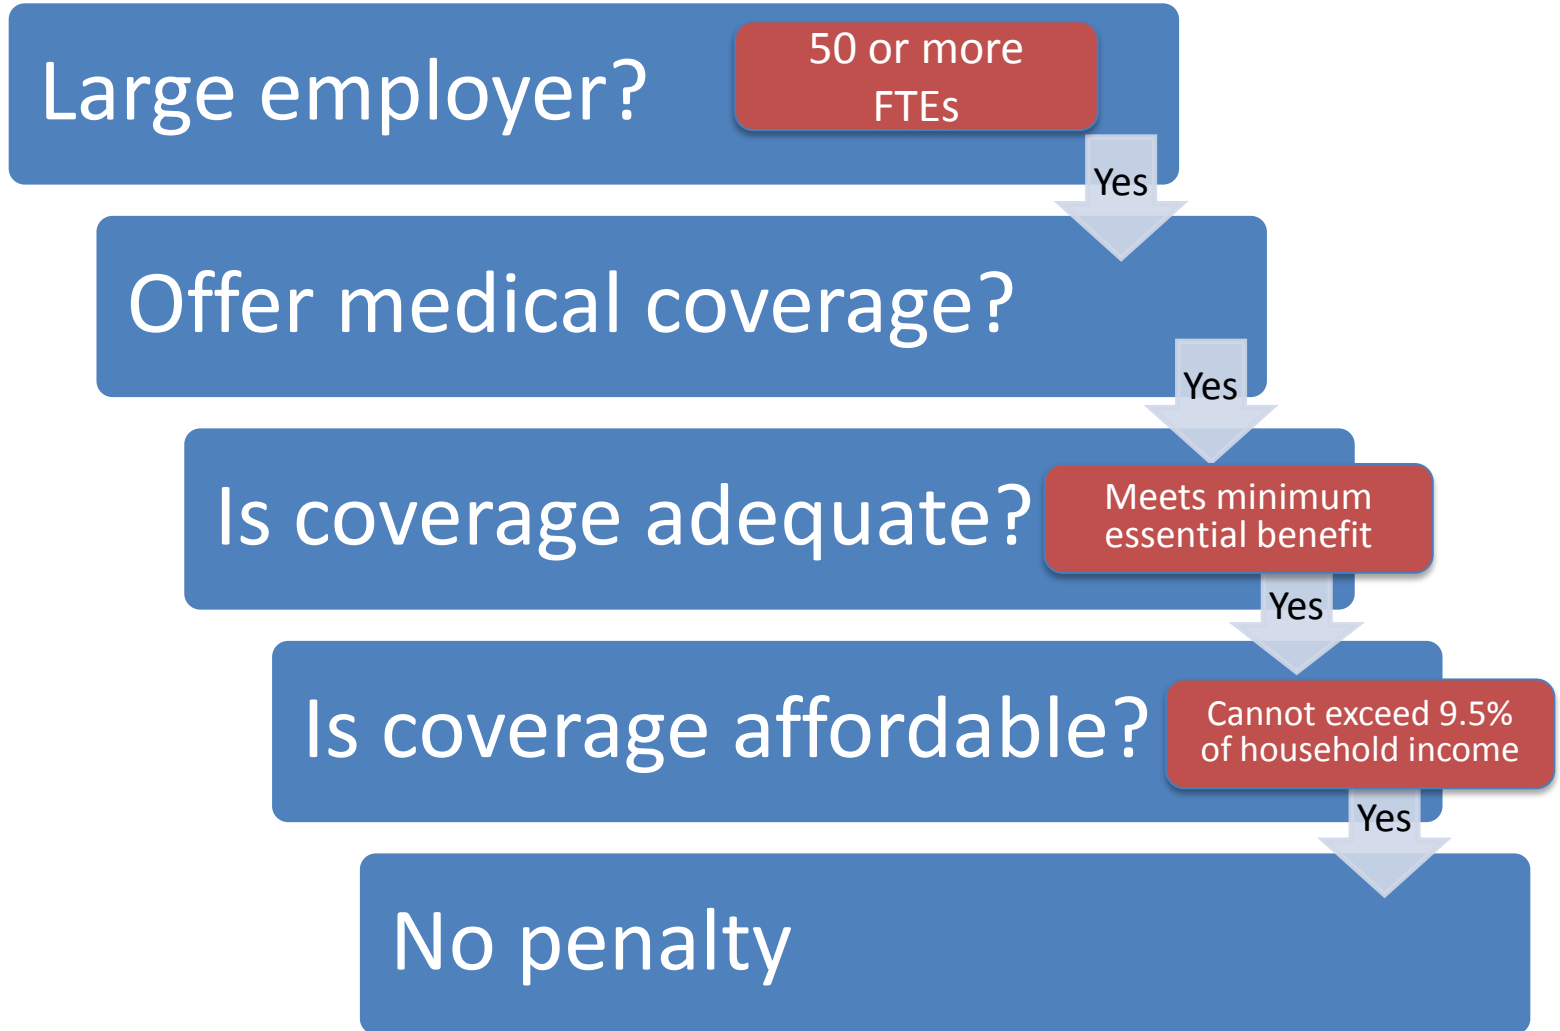 Large employer?
50 or more
FTEs
Yes
Offer medical coverage?
Yes
Is coverage adequate?
Meets minimum
essential benefit
Yes
Is coverage affordable?
Cannot exceed 9.5%
of household income
Yes
No penalty